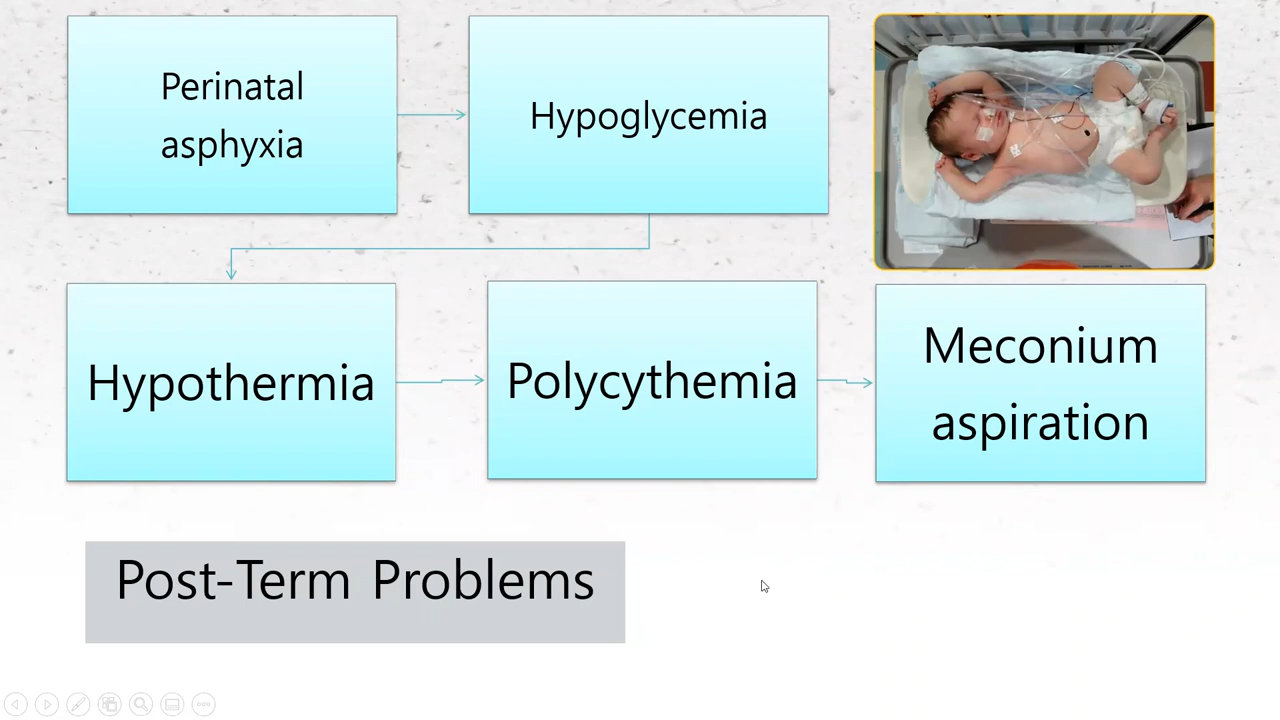 Perinatal
asphyxia
Hypoglycemia
Hypothermia
Polycythemia
Meconium
aspiration
Post-Term Problems